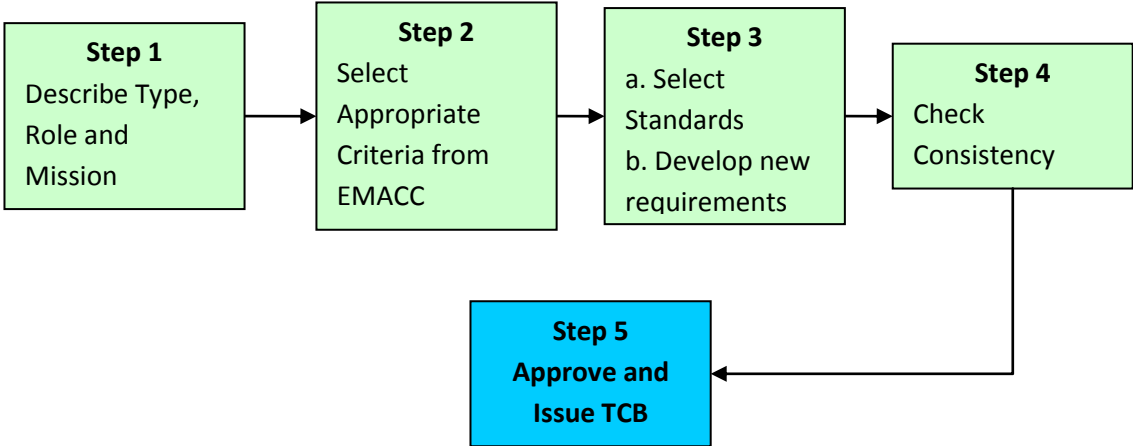 Step 1
Describe Type,
Role and
Mission
Step 2
Select
Appropriate
Criteria from
EMACC
Step 3
a. Select
Standards
b. Develop new
requirements
Step 4
Check
Consistency
Step 5
Approve and
Issue TCB